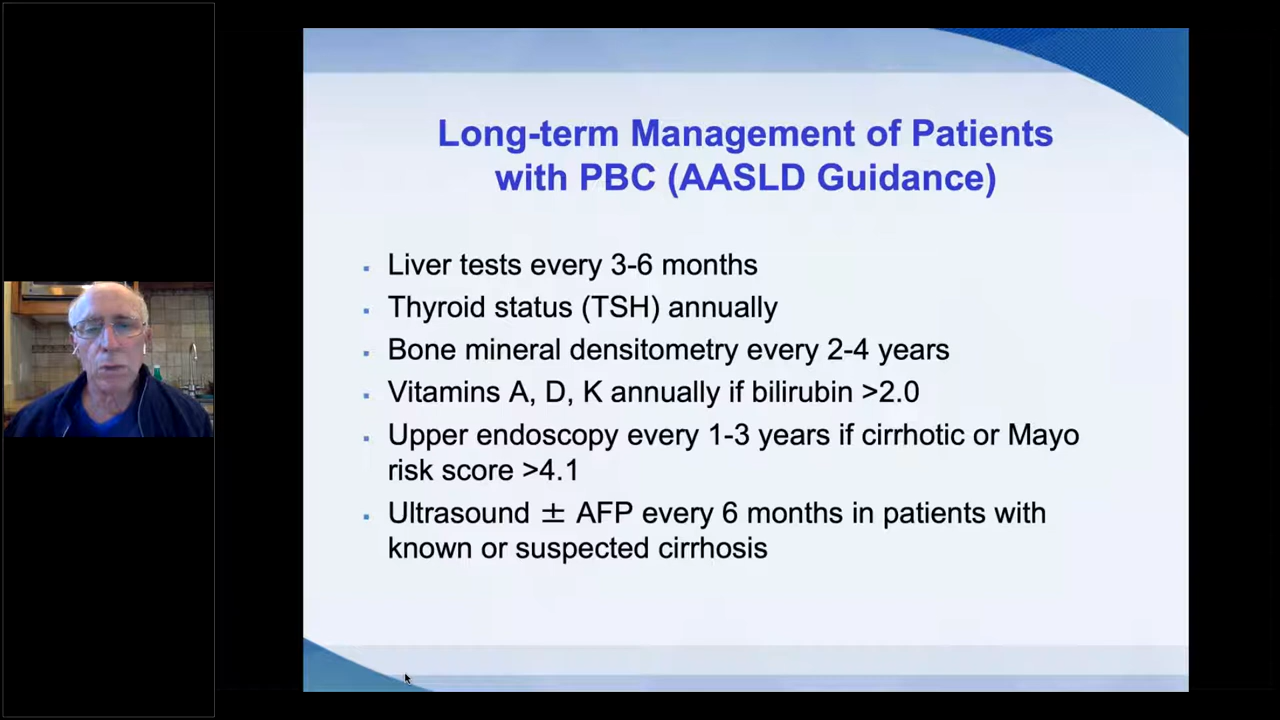 Long-term Management of Patients
with PBC (AASLD Guidance)
▪ Liver tests every 3-6 months
▪ Thyroid status (TSH) annually
▪ Bone mineral densitometry every 2-4 years
▪ Vitamins A, D, K annually if bilirubin >2.0
▪ Upper endoscopy every 1-3 years if cirrhotic or Mayo
risk score >4.1
▪ Ultrasound ± AFP every 6 months in patients with
known or suspected cirrhosis